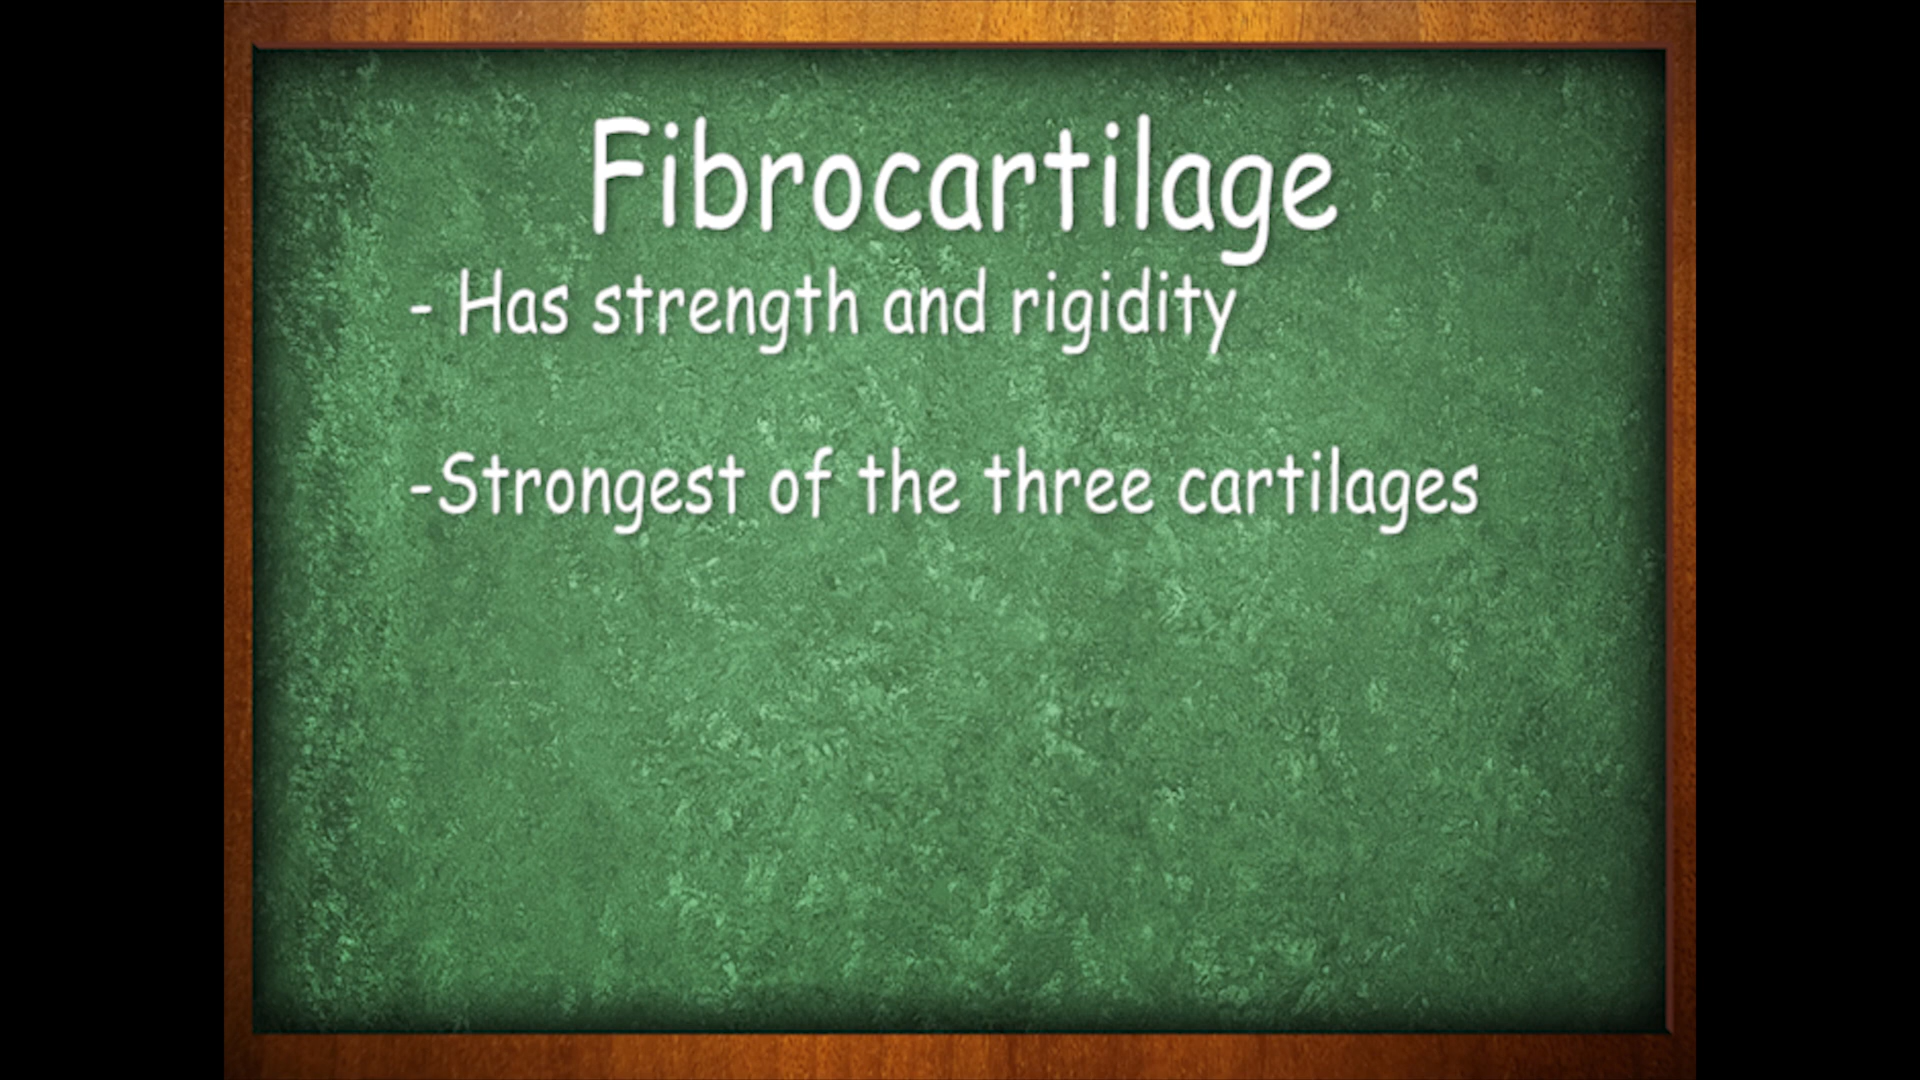 Fibrocartilage
- Has strength and rigidity
-Strongest of the three cartilages